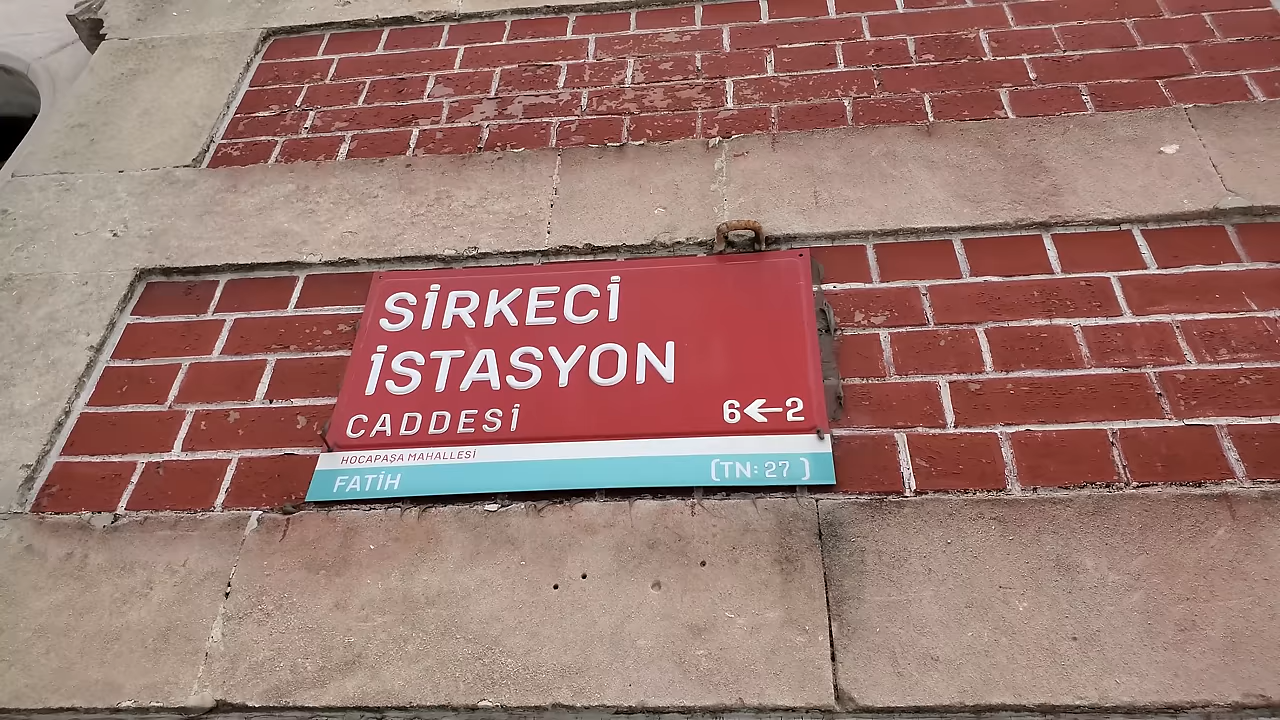 SİRKECİ
İSTASYON
CADDESİ
6←2
HOCAPAŞA MAHALLESİ
FATİH
(TN: 27 )